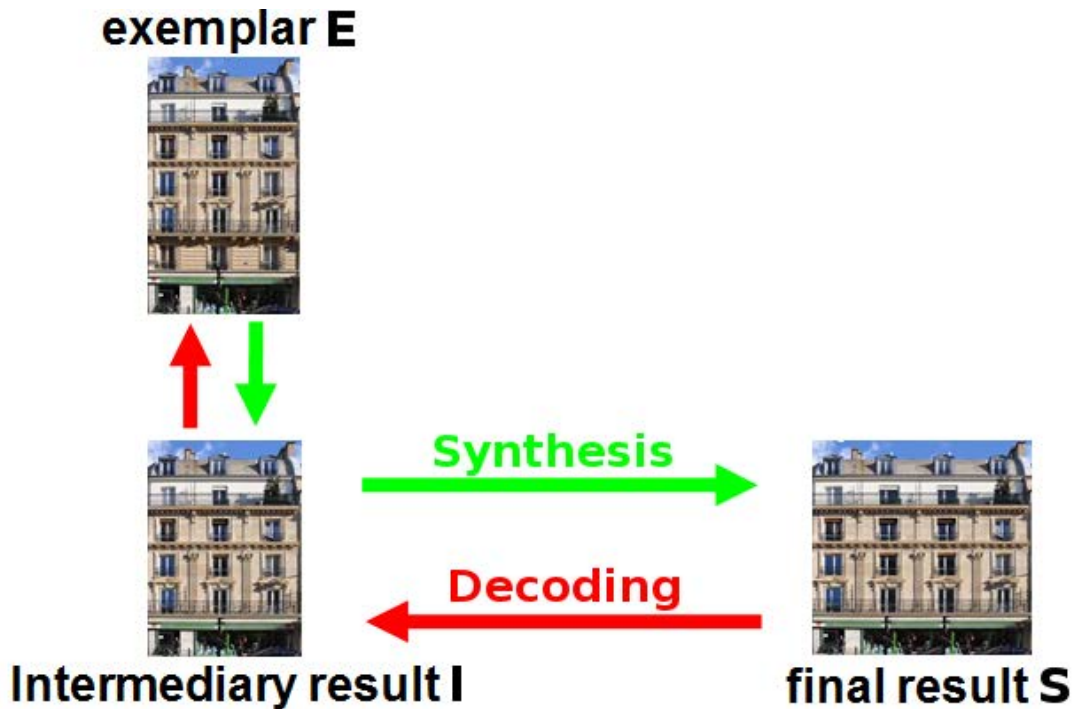 exemplar E
Synthesis
Decoding
Intermediary result I
final result S